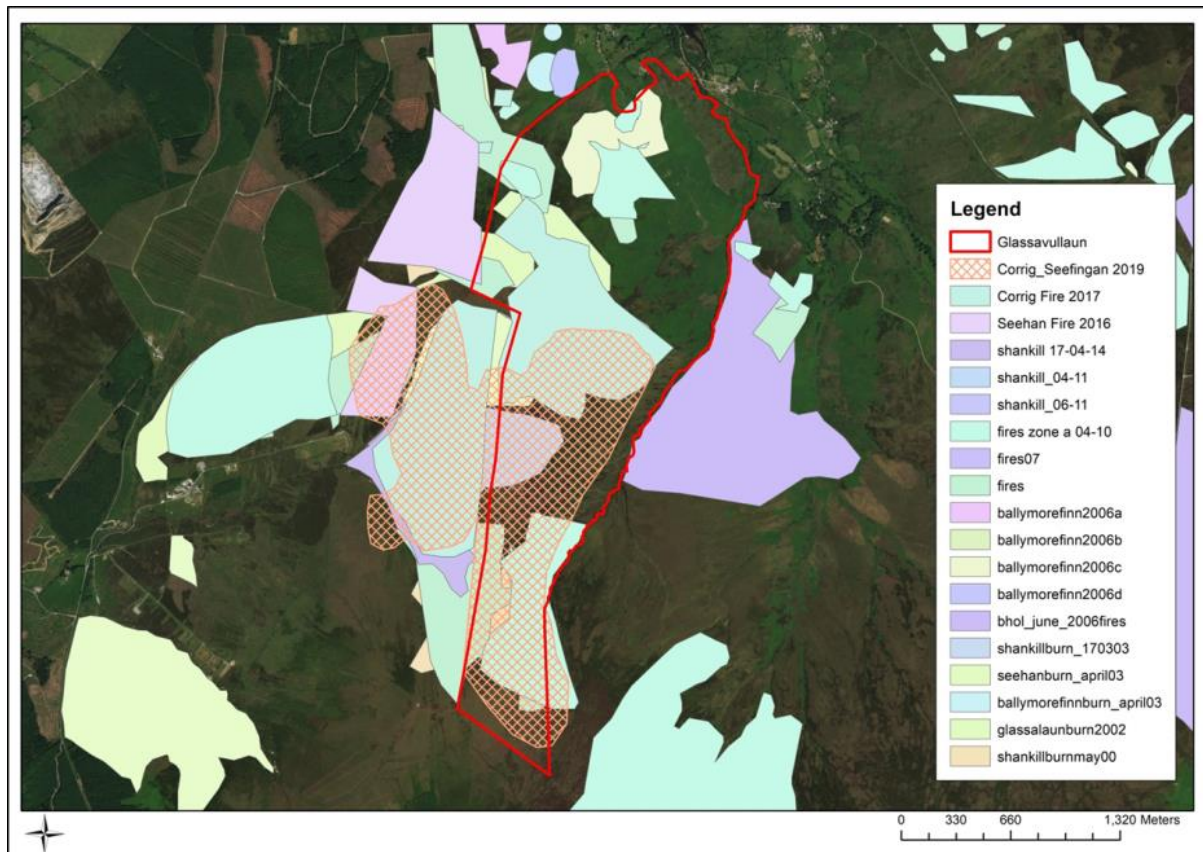 Legend
Glassavullaun
Corrig_Seefingan 2019
Corrig Fire 2017
Seehan Fire 2016
shankill 17-04-14
shankill_04-11
shankill_06-11
fires zone a 04-10
fires07
fires
ballymorefinn2006a
ballymorefinn2006b
ballymorefinn2006c
ballymorefinn2006d
bhol_june_2006fires
shankillburn_170303
seehanburn_april03
ballymorefinnburn_april03
glassalaunburn2002
shankillburnmay00
0 330 660 1,320 Meters